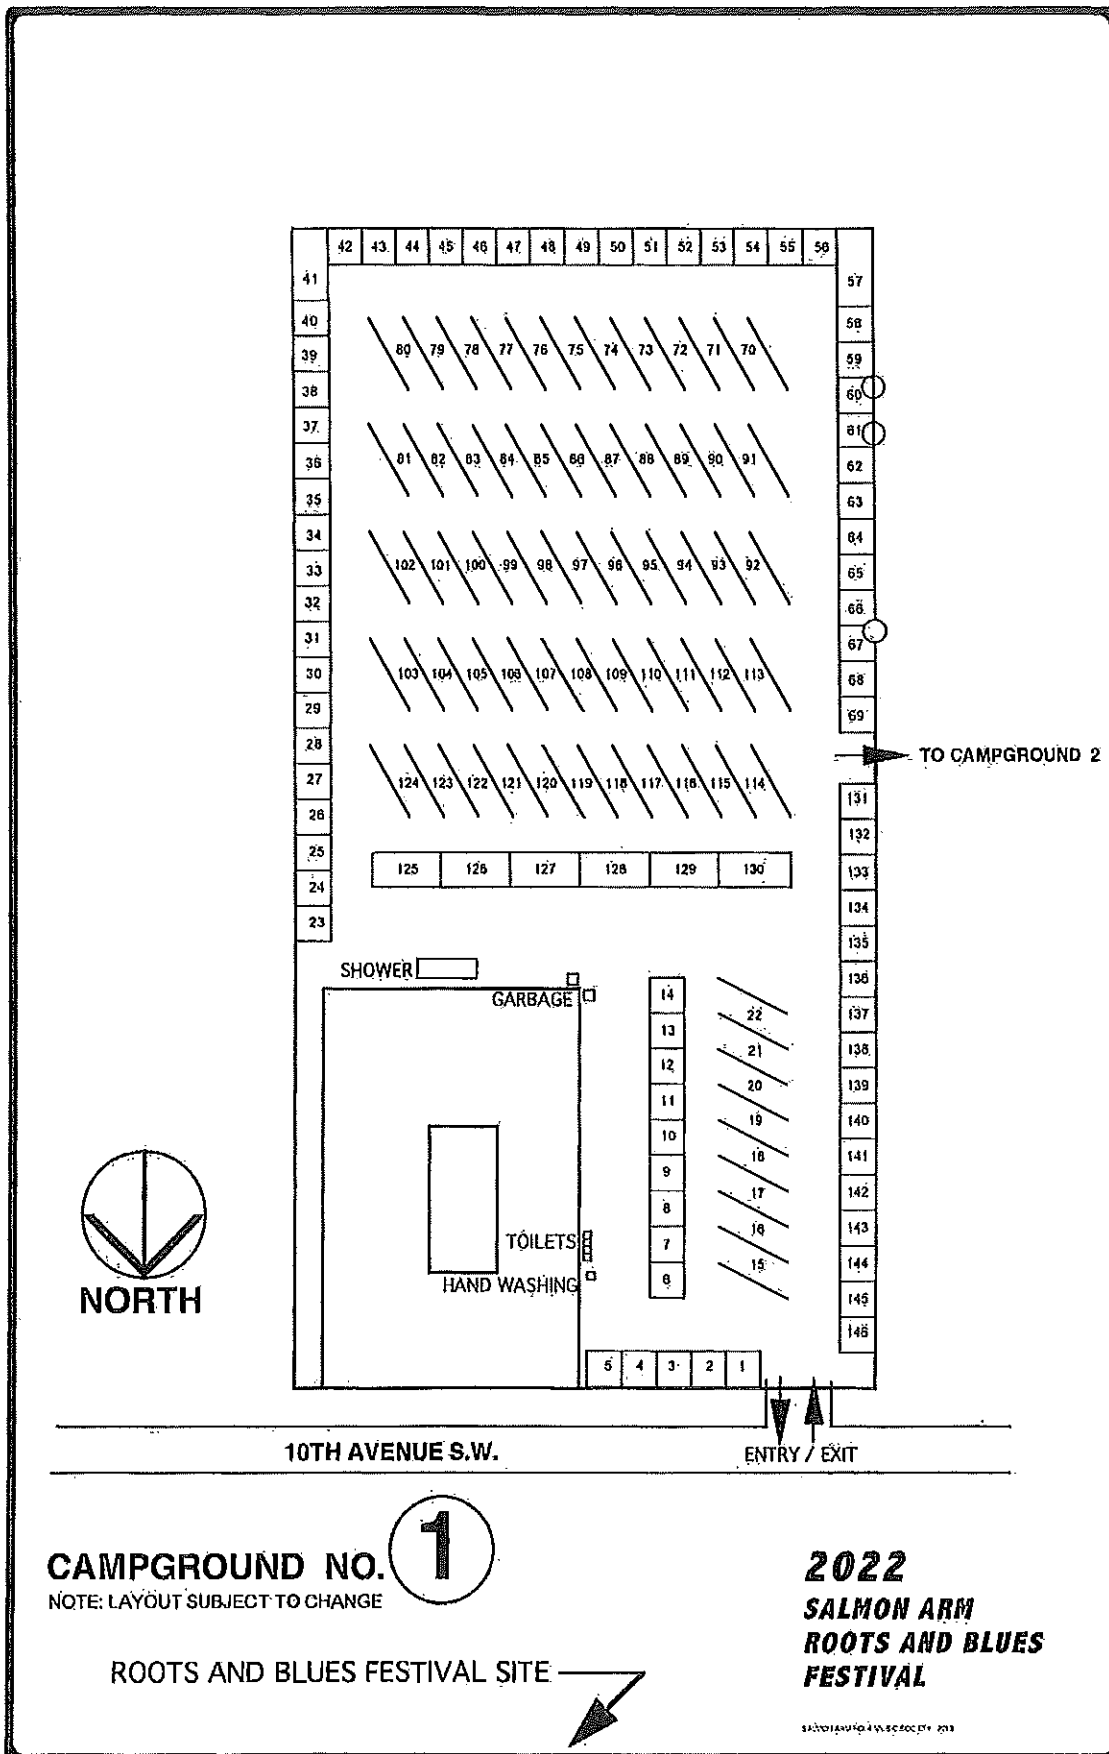 42 43 44 45 46 47 48 49 50 51 52 53 54 55 56
41 57
40 58
39 80 79 78 77 76 75 74 73 72 71 70 59
38 60
37 61
36 81 82 83 84 85 86 87 88 89 90 91 62
35 63
34 64
33 102 101 100 99 98 97 96 95 94 93 92 65
32 66
31 67
30 103 104 105 106 107 108 109 110 111 112 113 68
29 69
28 TO CAMPGROUND 2
27 124 123 122 121 120 119 118 117 116 115 114 131
26 132
25 125 126 127 128 129 130 133
24 134
23 135
SHOWER 136
GARBAGE 14 22 137
13 21 138
12 20 139
11 19 140
10 18 141
9 17 142
8 16 143
TOILETS 7 15 144
HAND WASHING 6 145
146
5 4 3 2 1
NORTH
10TH AVENUE S.W. ENTRY / EXIT
CAMPGROUND NO. 1
NOTE: LAYOUT SUBJECT TO CHANGE
2022
SALMON ARM
ROOTS AND BLUES
FESTIVAL
ROOTS AND BLUES FESTIVAL SITE